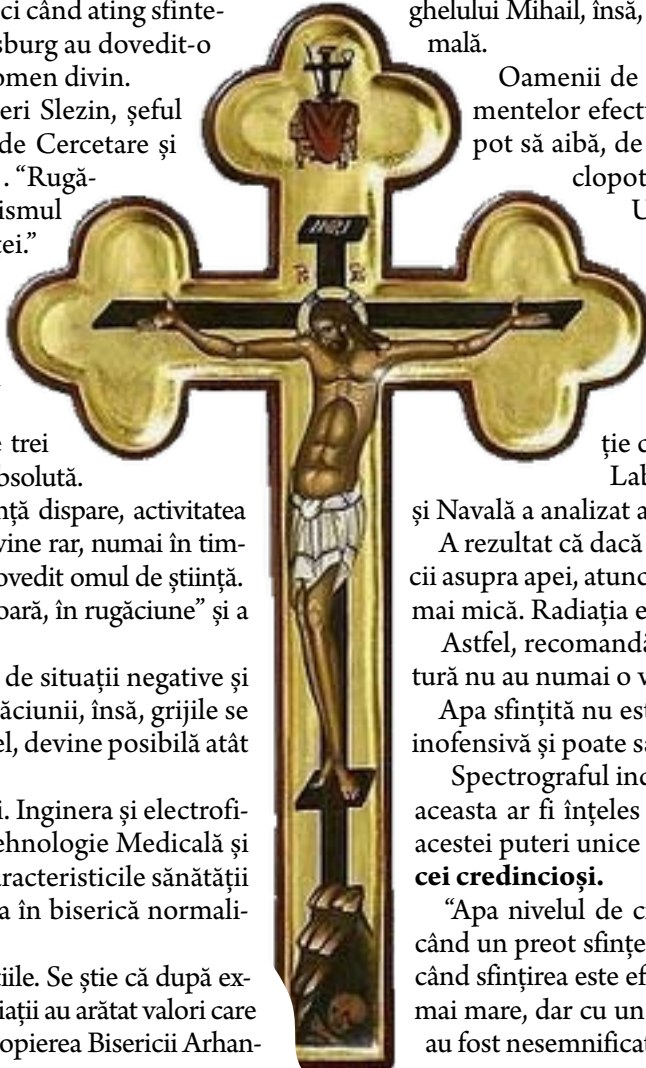 ci când ating sfinte-
sburg au dovedit-o
omen divin.
eri Slezin, șeful
de Cercetare și
. “Rugă-
ismul
ei.”
e trei
bsolută.
nță dispare, activitatea
vine rar, numai în tim-
ovedit omul de știință.
oară, în rugăciune” și a
de situații negative și
ăciunii, însă, grijile se
el, devine posibilă atât
i. Inginera și electrofi-
ehnologie Medicală și
aracteristicile sănătății
a în biserică normali-
țiile. Se știe că după ex-
iații au arătat valori care
opierea Bisericii Arhan-
ghelului Mihail, însă,
mală.
Oamenii de
mentelor efectu
pot să aibă, de
clopot
U
ție c
Lab
și Navală a analizat a
A rezultat că dacă
cii asupra apei, atunc
mai mică. Radiația e
Astfel, recomandă
tură nu au numai o v
Apa sfințită nu est
inofensivă și poate sa
Spectrograful ind
aceasta ar fi înțeles
acestei puteri unice
cei credincioși.
“Apa nivelul de c
când un preot sfințe
când sfințirea este ef
mai mare, dar cu un
au fost nesemnificat